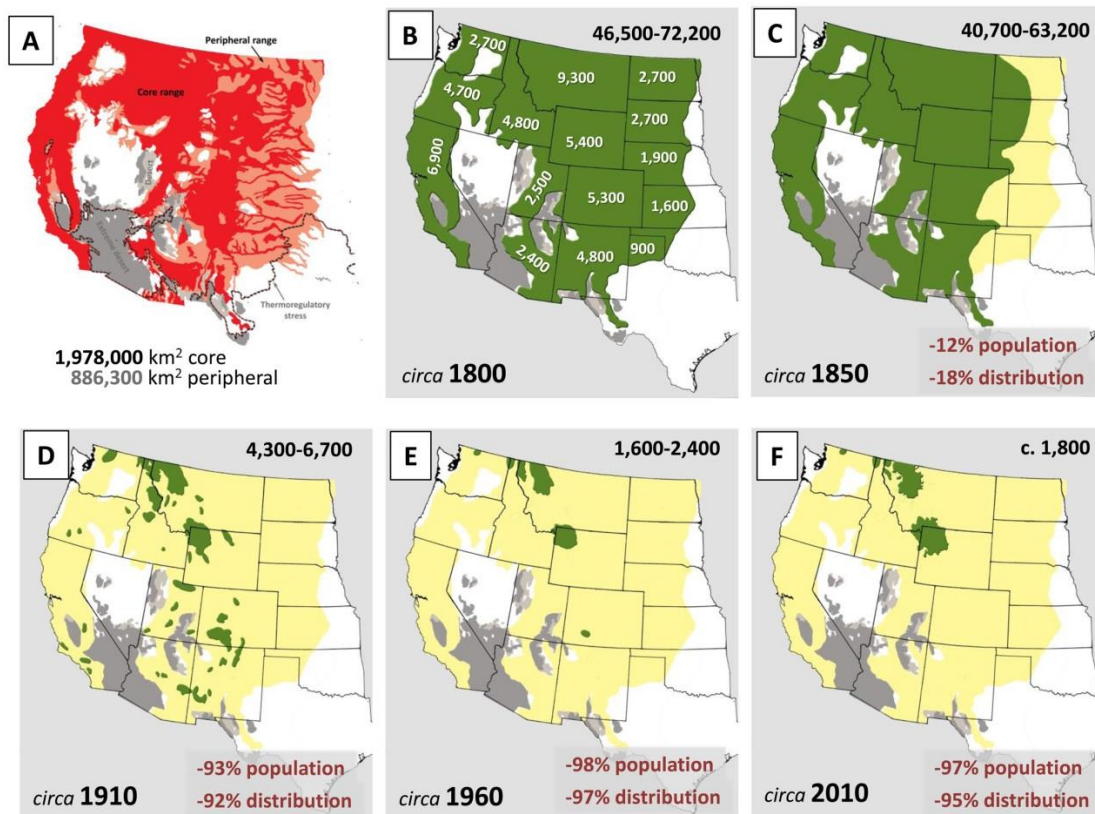 A
Peripheral range
Core range
Desert
Extreme desert
Thermoregulatory
stress
1,978,000 km² core
886,300 km² peripheral
B
46,500-72,200
2,700
9,300
2,700
4,700
4,800
2,700
5,400
6,900
1,900
2,500
5,300
1,600
2,400
4,800
900
circa 1800
C
40,700-63,200
-12% population
-18% distribution
circa 1850
D
4,300-6,700
-93% population
-92% distribution
circa 1910
E
1,600-2,400
-98% population
-97% distribution
circa 1960
F
c. 1,800
-97% population
-95% distribution
circa 2010